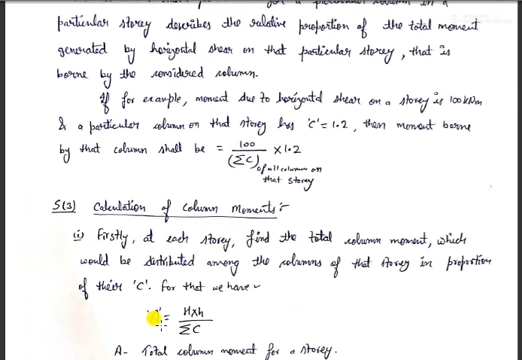 particular storey describes the relative proportion of the total moment
generated by horizontal shear on that particular storey, that is
borne by the considered column.
If for example, moment due to horizontal shear on a storey is 100 kNm
& a particular column on that storey has 'C' = 1.2, then moment borne
by that column shall be = 100/(ΣC) of all column on that storey × 1.2
S(3) Calculation of column Moments:-
(i) Firstly, at each storey, find the total column moment, which
would be distributed among the columns of that storey in proportion
of their 'C'. For that we have
= H×h/ΣC
A- Total column moment for a storey.